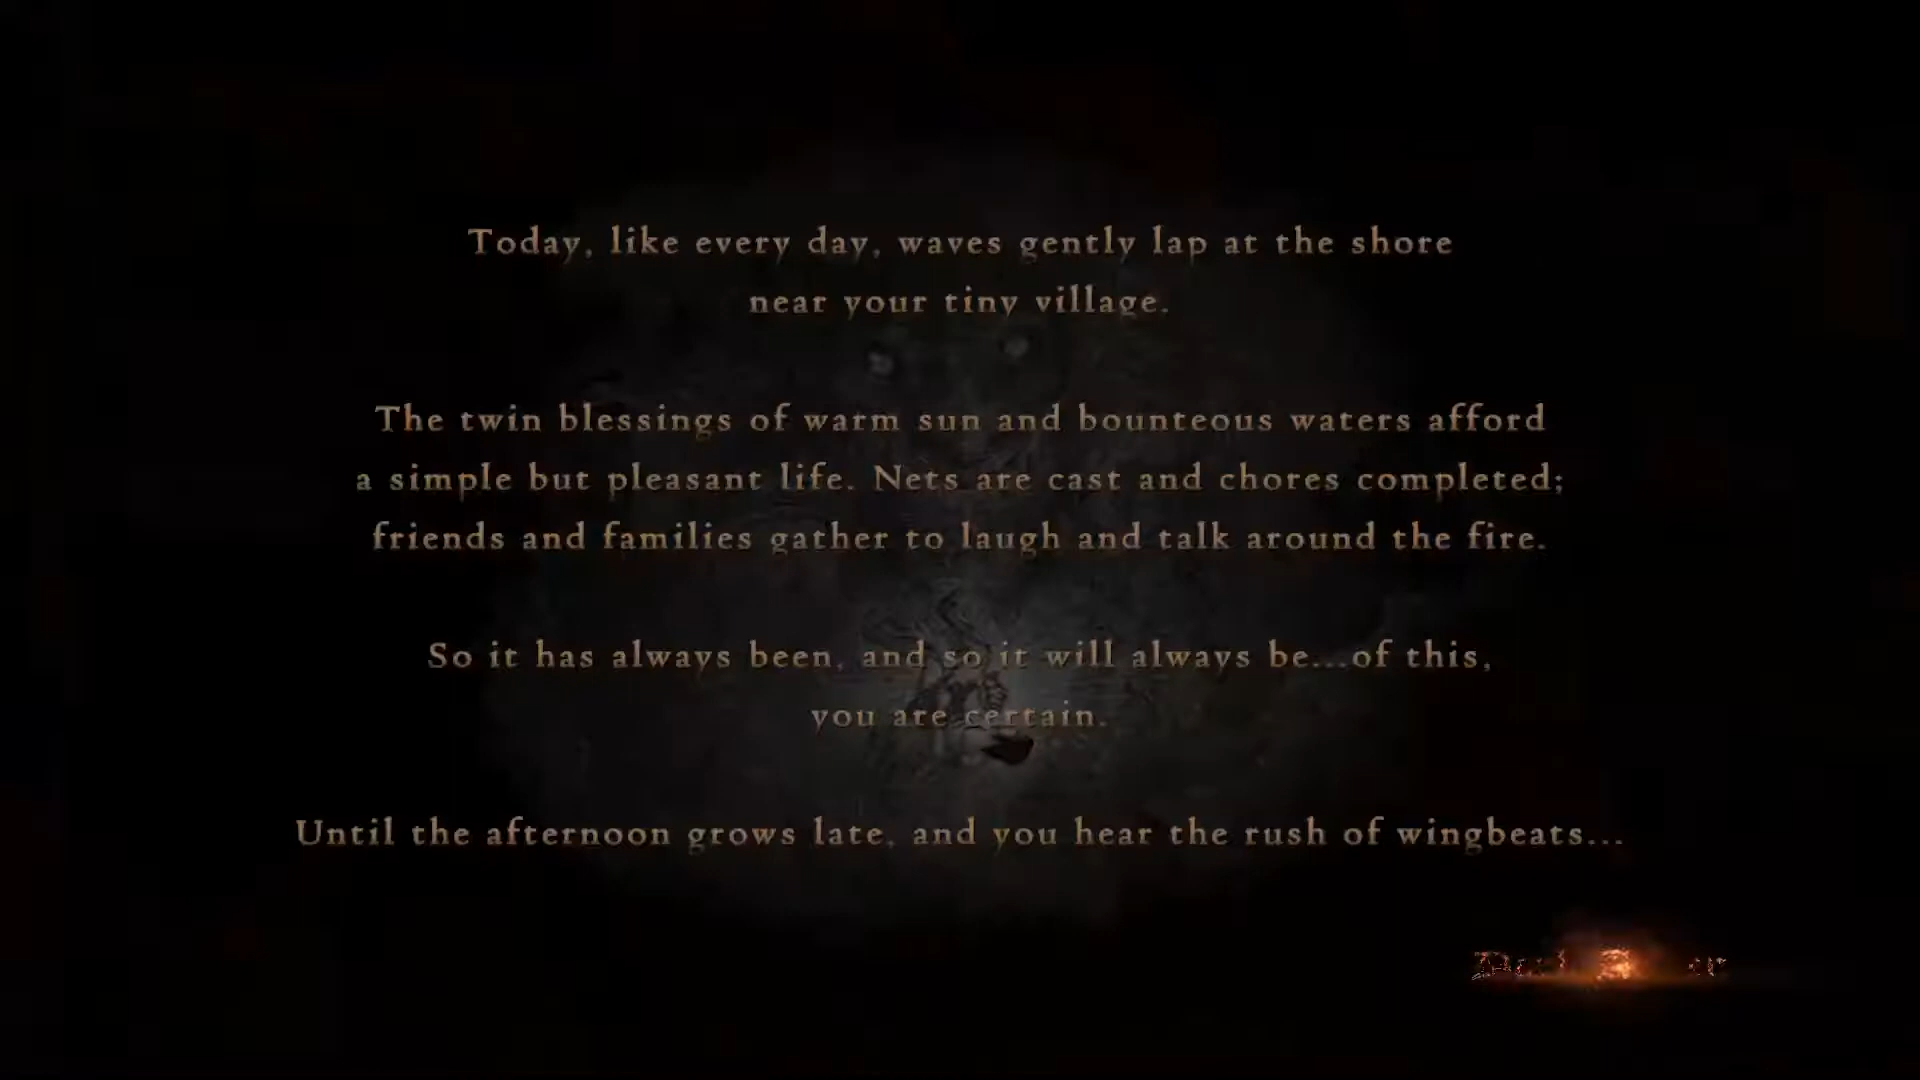 Today, like every day, waves gently lap at the shore
near your tiny village.
The twin blessings of warm sun and bounteous waters afford
a simple but pleasant life. Nets are cast and chores completed;
friends and families gather to laugh and talk around the fire.
So it has always been, and so it will always be...of this,
you are certain.
Until the afternoon grows late, and you hear the rush of wingbeats...